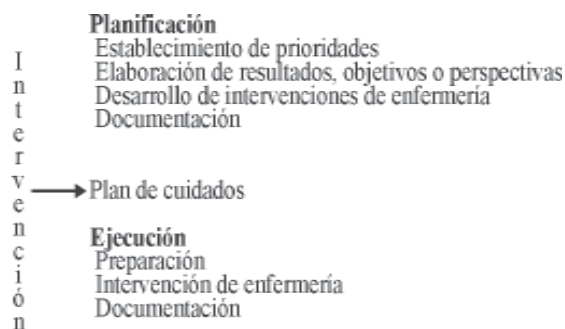 Intervención
Planificación
Establecimiento de prioridades
Elaboración de resultados, objetivos o perspectivas
Desarrollo de intervenciones de enfermería
Documentación
Plan de cuidados
Ejecución
Preparación
Intervención de enfermería
Documentación